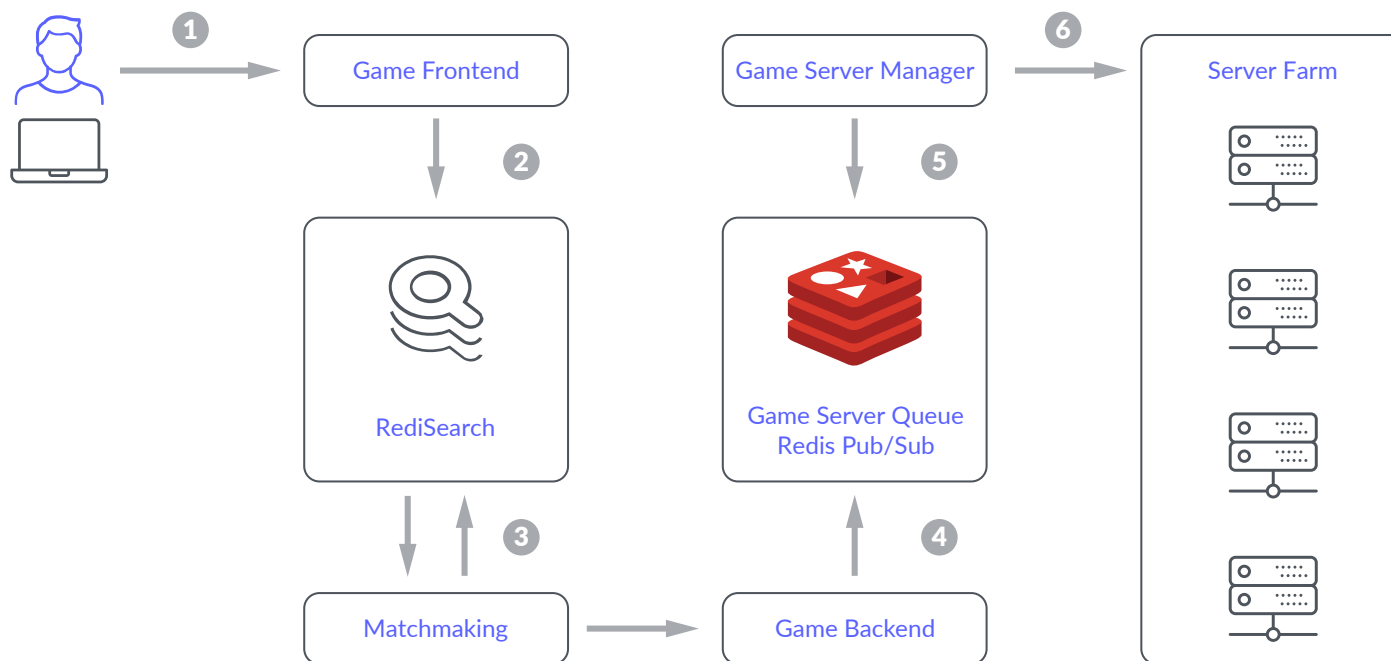 1
Game Frontend
2
RediSearch
3
Matchmaking
Game Backend
4
Game Server Queue
Redis Pub/Sub
5
Game Server Manager
6
Server Farm